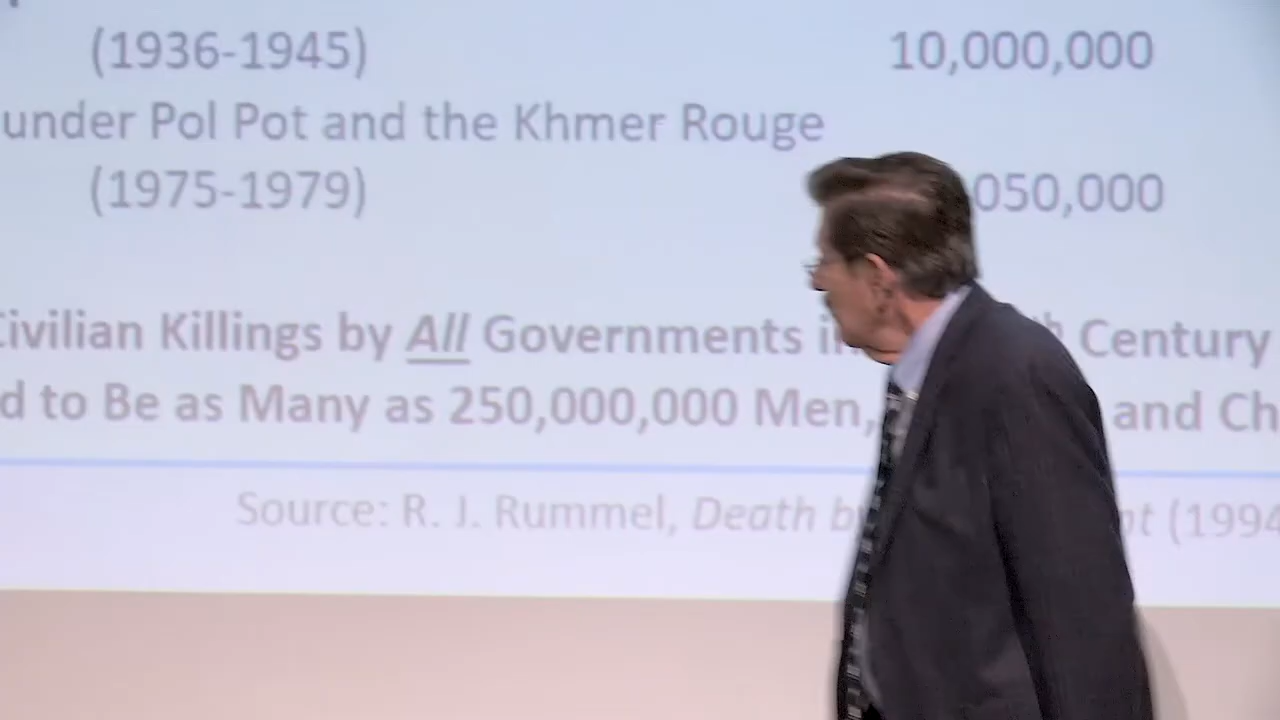 (1936-1945) 10,000,000
under Pol Pot and the Khmer Rouge
(1975-1979) 050,000
Civilian Killings by All Governments in Century
d to Be as Many as 250,000,000 Men, and Ch
Source: R. J. Rummel, Death b t (1994